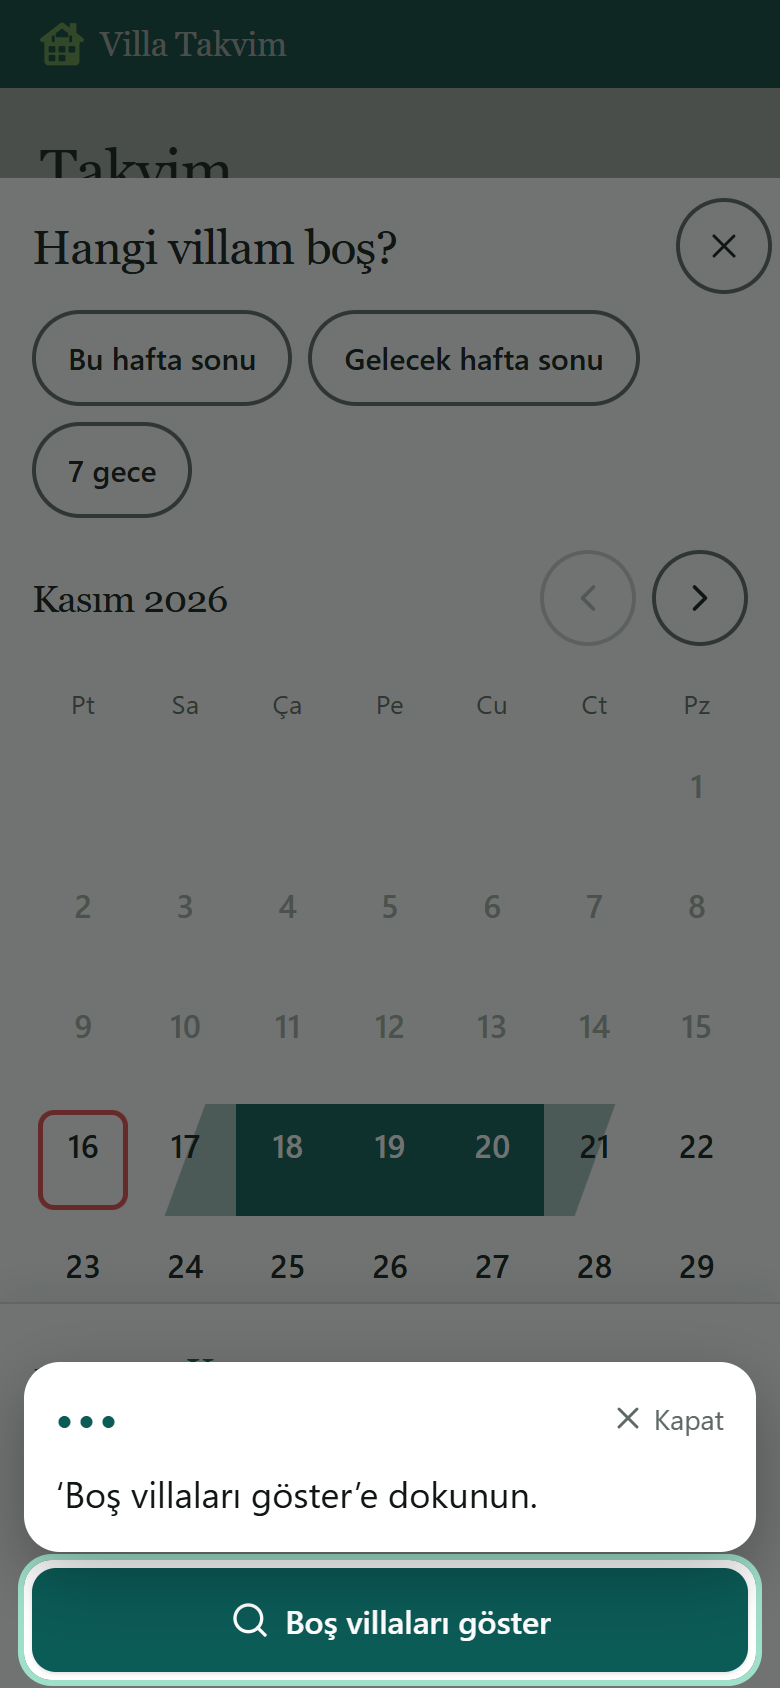 Villa Takvim
Takvim
Hangi villam boş?
Bu hafta sonu
Gelecek hafta sonu
7 gece
Kasım 2026
Pt Sa Ça Pe Cu Ct Pz
1
2 3 4 5 6 7 8
9 10 11 12 13 14 15
16 17 18 19 20 21 22
23 24 25 26 27 28 29
Kapat
‘Boş villaları göster’e dokunun.
Boş villaları göster